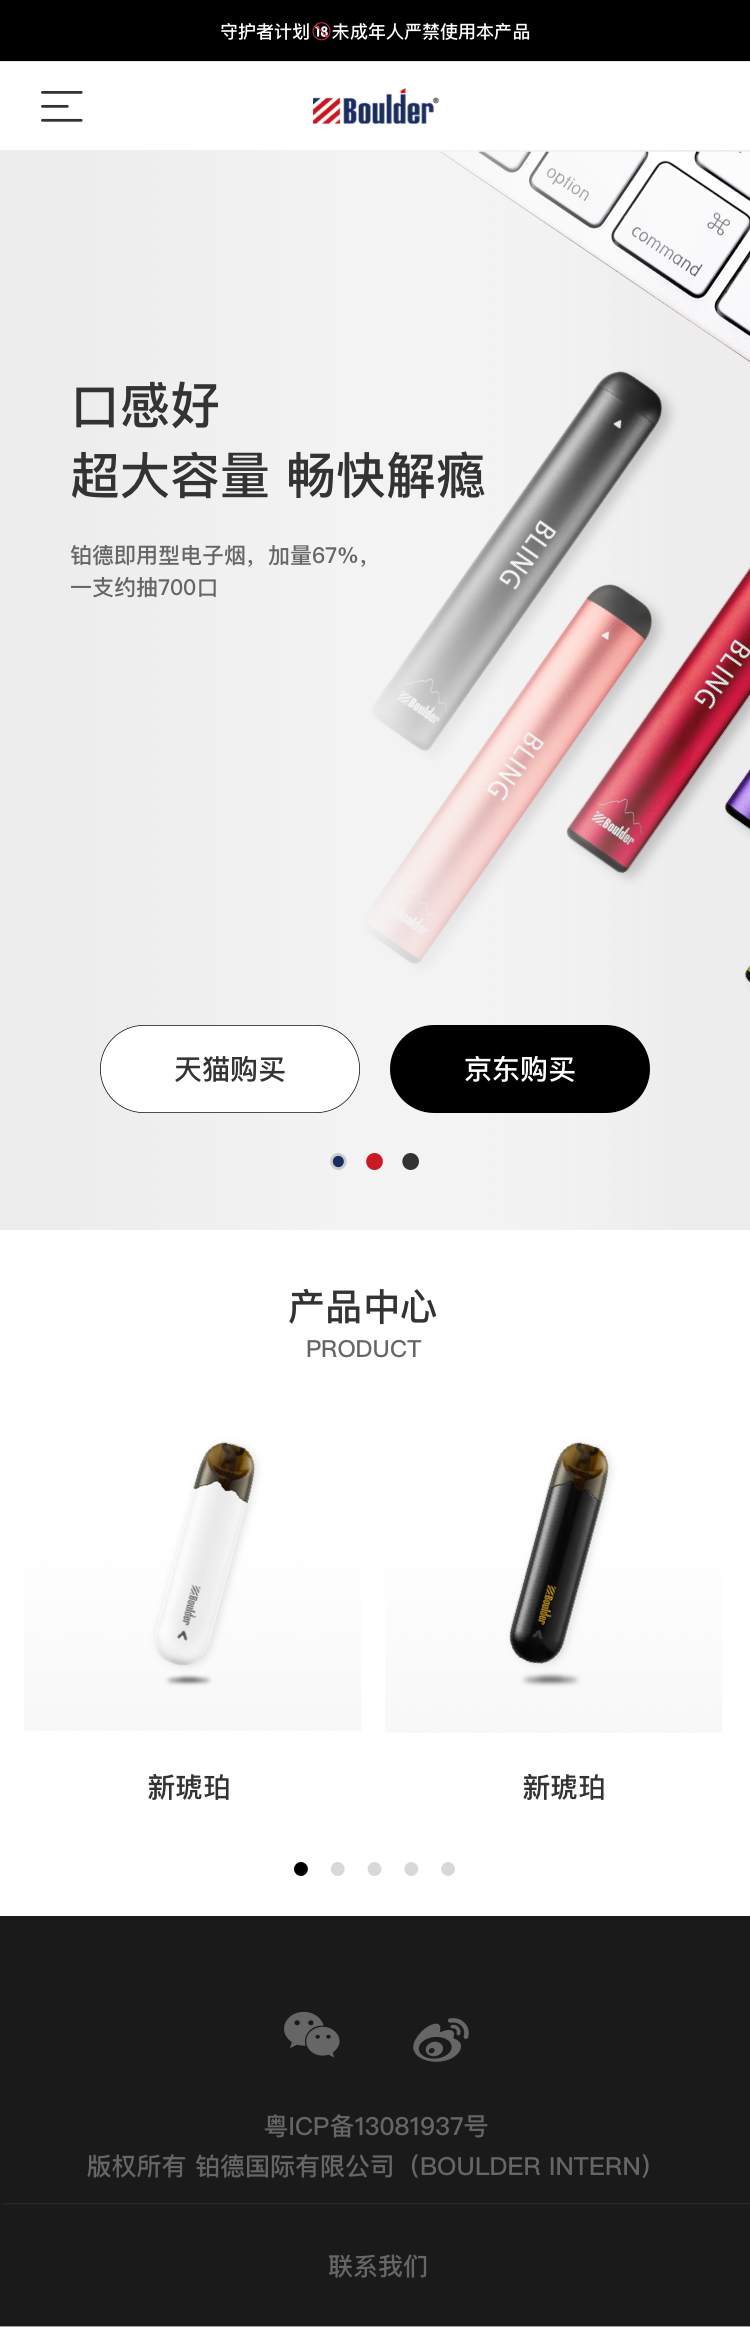 守护者计划🔞未成年人严禁使用本产品
Boulder®
option
⌘
command
口感好
超大容量 畅快解瘾
铂德即用型电子烟，加量67%，
一支约抽700口
BLING
Boulder
BLING
Boulder
BLING
Boulder
天猫购买
京东购买
产品中心
PRODUCT
Boulder
Boulder
新琥珀
新琥珀
粤ICP备13081937号
版权所有 铂德国际有限公司（BOULDER INTERN）
联系我们